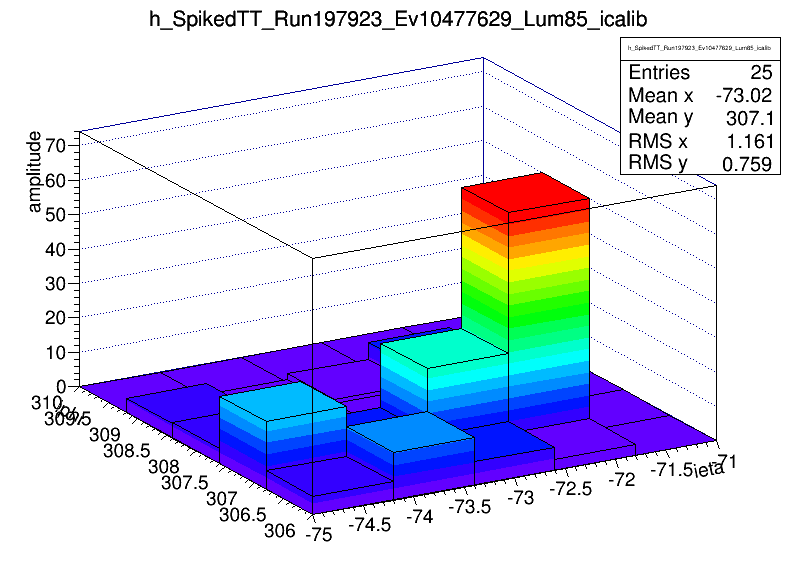 h_SpikedTT_Run197923_Ev10477629_Lum85_icalib
h_SpikedTT_Run197923_Ev10477629_Lum85_icalib
Entries 25
Mean x -73.02
Mean y 307.1
RMS x 1.161
RMS y 0.759
amplitude
70
60
50
40
30
20
10
0
310
309.5
309
308.5
308
307.5
307
306.5
306
-75
-74.5
-74
-73.5
-73
-72.5
-72
-71.5
-71
ieta